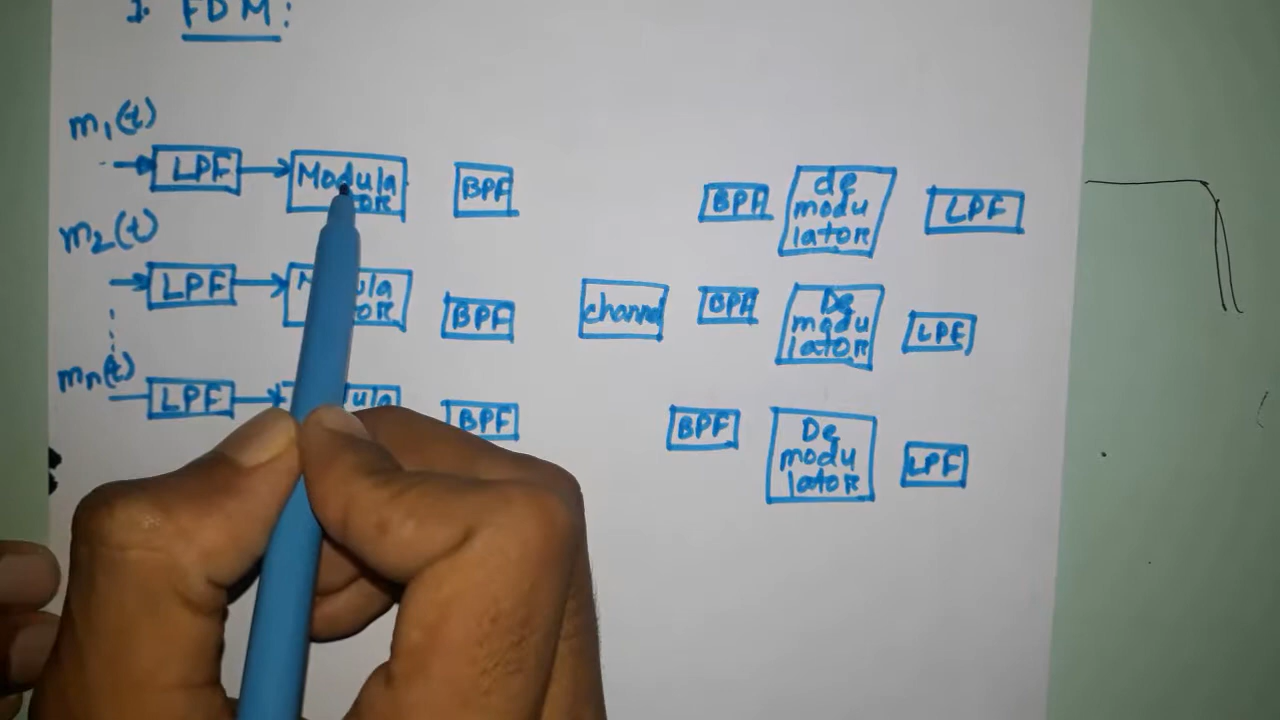 1. FDM:
m1(t)
LPF Modula BPF BPF de
modu
lator LPF
m2(t)
LPF BPF channel BPF De
modu
lator LPF
mn(t)
LPF BPF BPF De
modu
lator LPF